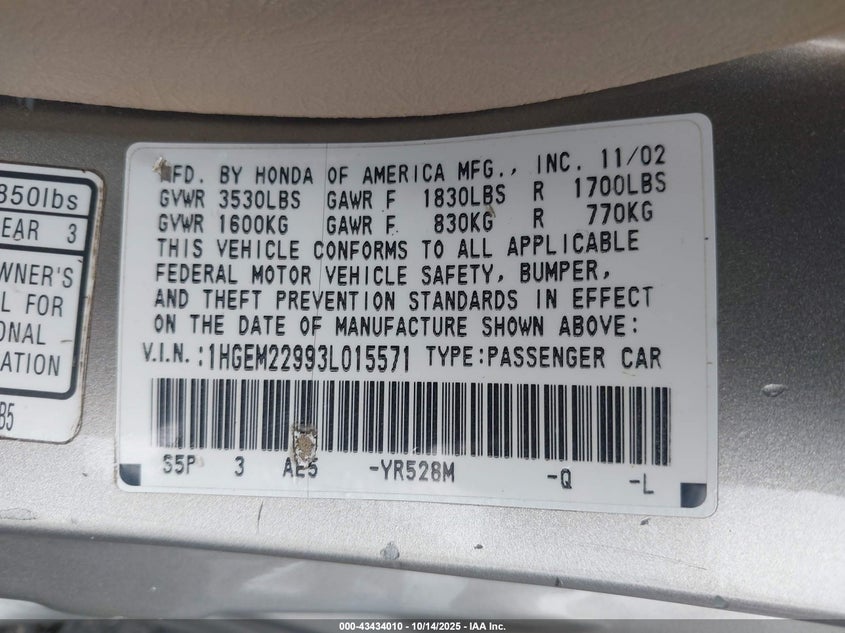 850lbs
EAR 3
WNER'S
L FOR
ONAL
ATION
B5
MFD. BY HONDA OF AMERICA MFG., INC. 11/02
GVWR 3530LBS GAWR F 1830LBS R 1700LBS
GVWR 1600KG GAWR F 830KG R 770KG
THIS VEHICLE CONFORMS TO ALL APPLICABLE
FEDERAL MOTOR VEHICLE SAFETY, BUMPER,
AND THEFT PREVENTION STANDARDS IN EFFECT
ON THE DATE OF MANUFACTURE SHOWN ABOVE:
V.I.N.:1HGEM22993L015571 TYPE:PASSENGER CAR
S5P 3 AE5 -YR528M -Q -L
000-43434010 | 10/14/2025 | IAA Inc.